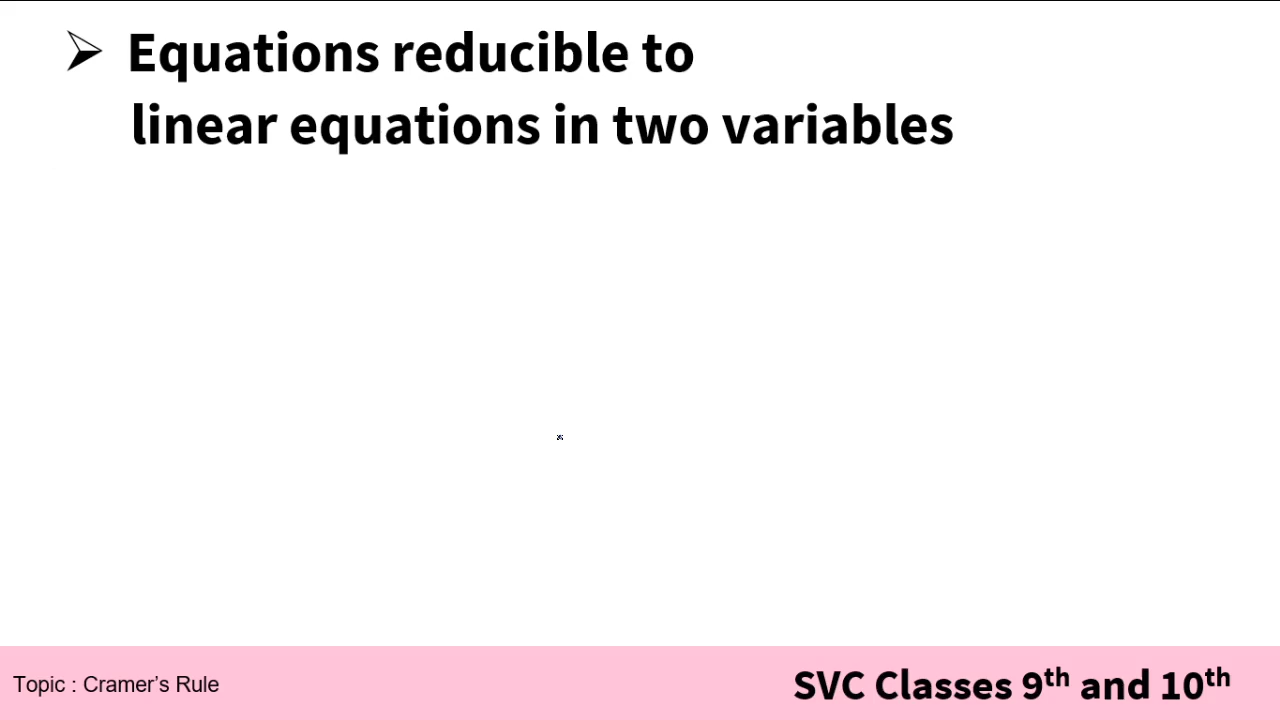 ➢ Equations reducible to
linear equations in two variables
Topic : Cramer’s Rule
SVC Classes 9th and 10th